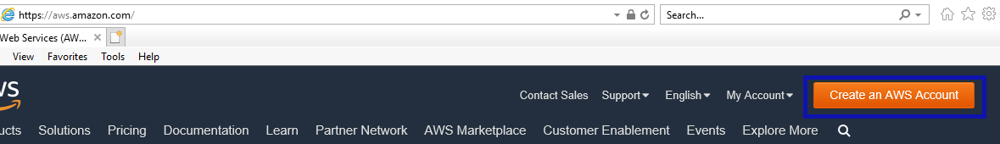 https://aws.amazon.com/ Search...
Web Services (AW...
View Favorites Tools Help
WS Contact Sales Support English My Account Create an AWS Account
ucts Solutions Pricing Documentation Learn Partner Network AWS Marketplace Customer Enablement Events Explore More